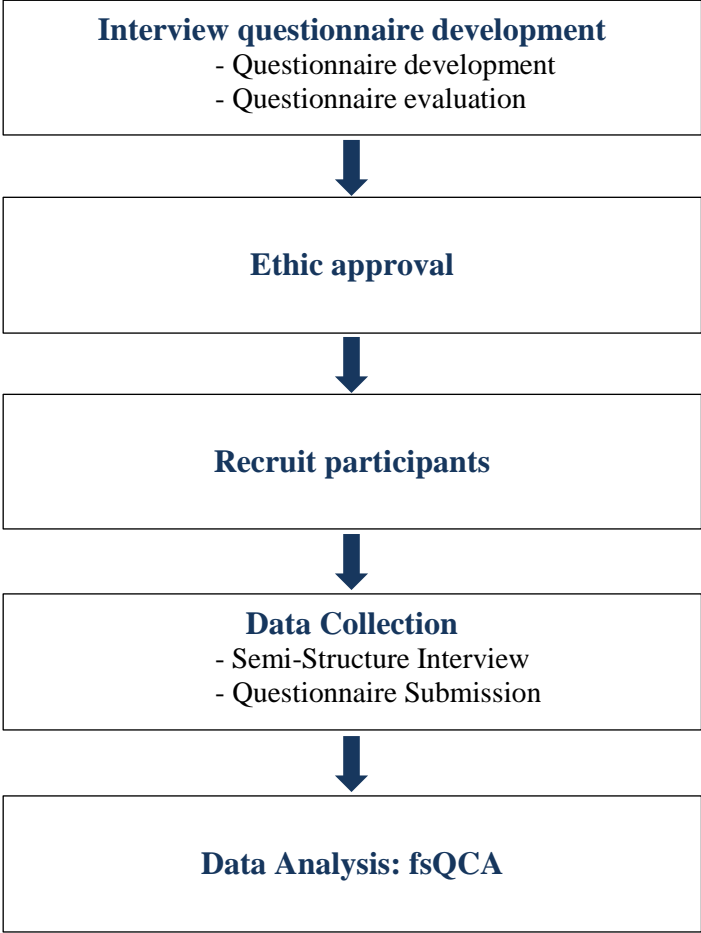 Interview questionnaire development
- Questionnaire development
- Questionnaire evaluation
Ethic approval
Recruit participants
Data Collection
- Semi-Structure Interview
- Questionnaire Submission
Data Analysis: fsQCA